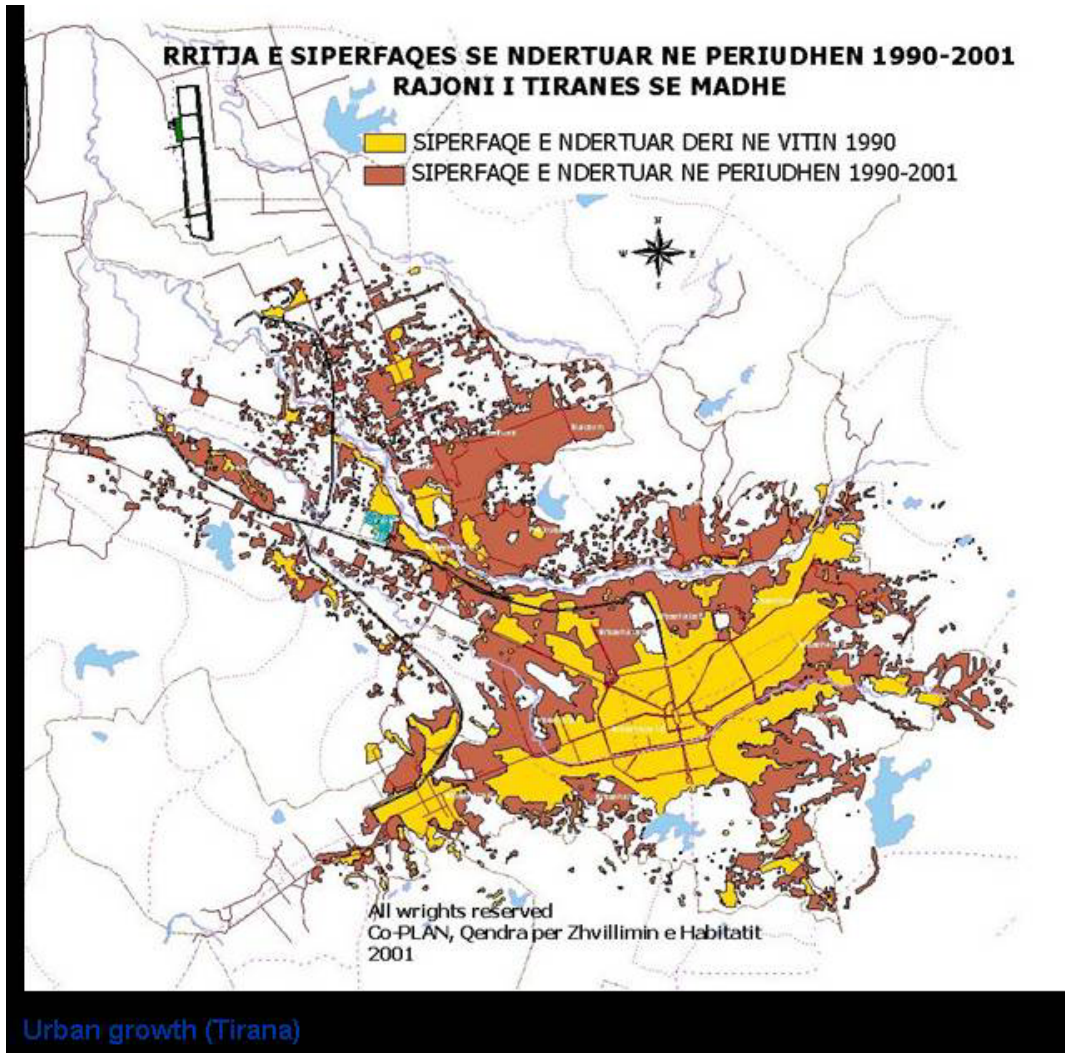 RRITJA E SIPERFAQES SE NDERTUAR NE PERIUDHEN 1990-2001
RAJONI I TIRANES SE MADHE
SIPERFAQE E NDERTUAR DERI NE VITIN 1990
SIPERFAQE E NDERTUAR NE PERIUDHEN 1990-2001
N
W E
S
All wrights reserved
Co-PLAN, Qendra per Zhvillimin e Habitatit
2001
Urban growth (Tirana)